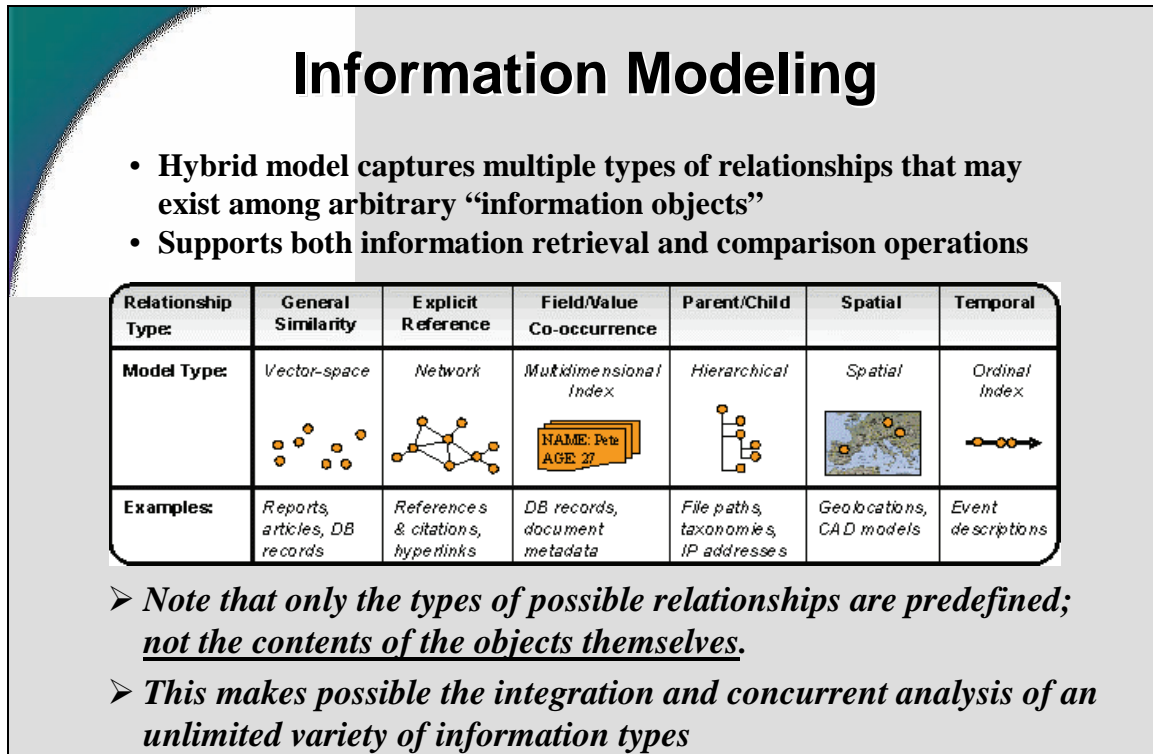 Information Modeling
• Hybrid model captures multiple types of relationships that may
exist among arbitrary “information objects”
• Supports both information retrieval and comparison operations
Relationship Type: General Similarity Explicit Reference Field/Value Co-occurrence Parent/Child Spatial Temporal
Model Type: Vector-space Network Multidimensional Index Hierarchical Spatial Ordinal Index
NAME: Pete
AGE: 27
Examples: Reports, articles, DB records References & citations, hyperlinks DB records, document metadata File paths, taxonomies, IP addresses Geolocations, CAD models Event descriptions
➢ Note that only the types of possible relationships are predefined;
not the contents of the objects themselves.
➢ This makes possible the integration and concurrent analysis of an
unlimited variety of information types